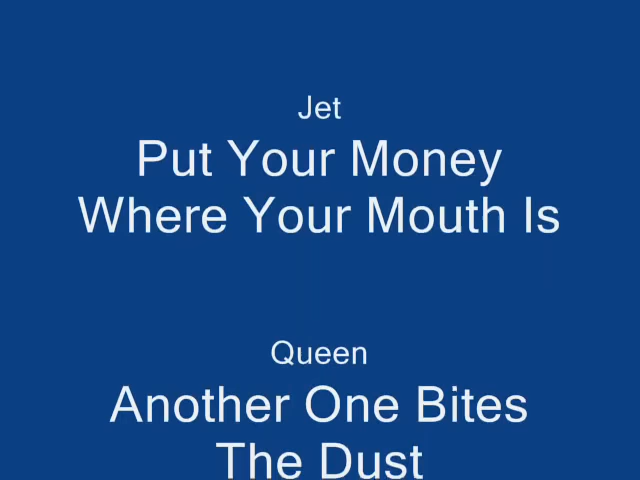 Jet
Put Your Money
Where Your Mouth Is
Queen
Another One Bites
The Dust